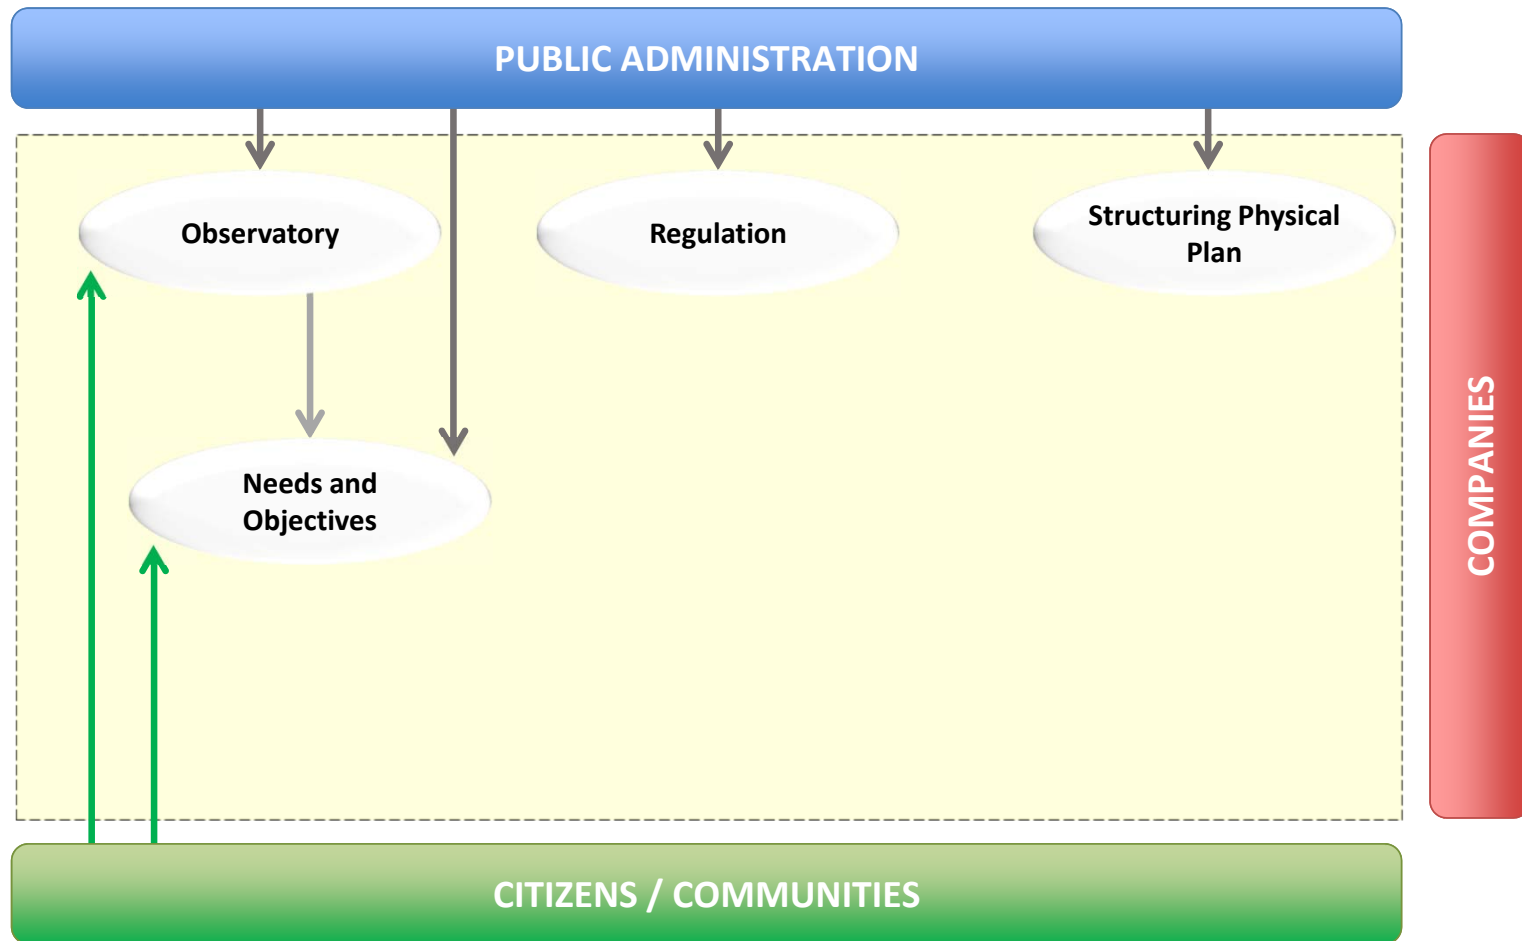 PUBLIC ADMINISTRATION
Observatory
Regulation
Structuring Physical
Plan
Needs and
Objectives
COMPANIES
CITIZENS / COMMUNITIES